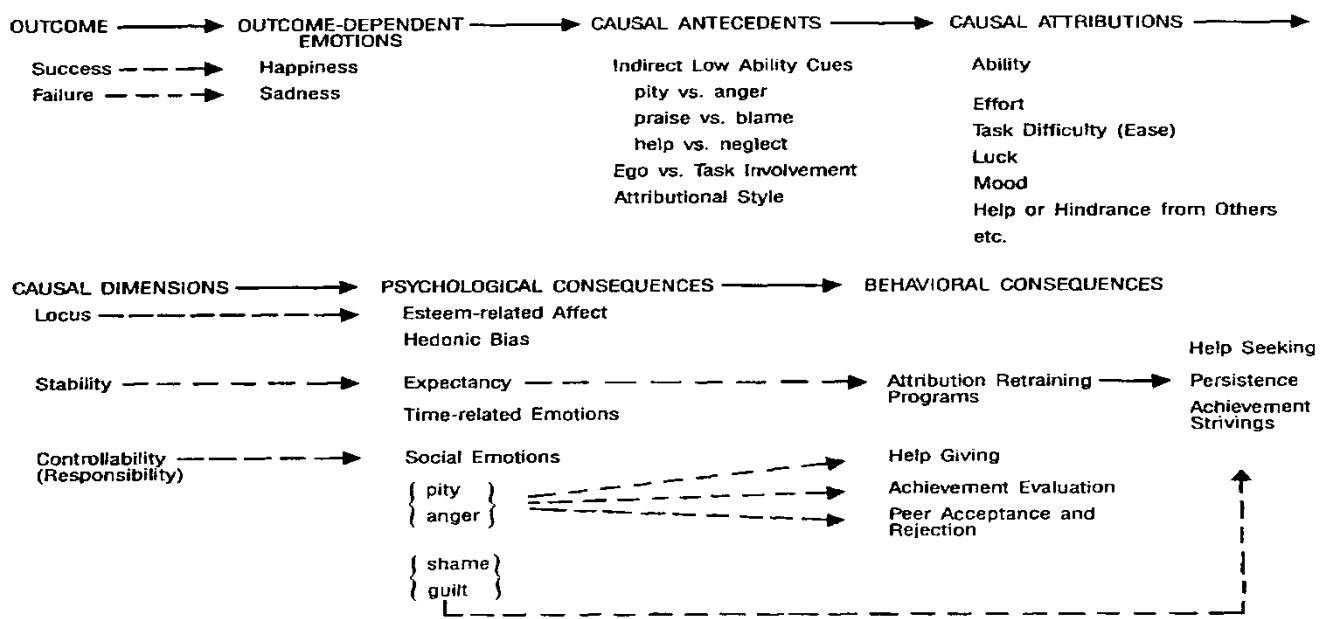 OUTCOME OUTCOME-DEPENDENT EMOTIONS CAUSAL ANTECEDENTS CAUSAL ATTRIBUTIONS
Success Happiness
Failure Sadness
Indirect Low Ability Cues
pity vs. anger
praise vs. blame
help vs. neglect
Ego vs. Task Involvement
Attributional Style
Ability
Effort
Task Difficulty (Ease)
Luck
Mood
Help or Hindrance from Others
etc.
CAUSAL DIMENSIONS PSYCHOLOGICAL CONSEQUENCES BEHAVIORAL CONSEQUENCES
Locus Esteem-related Affect
Hedonic Bias
Stability Expectancy Attribution Retraining
Programs
Help Seeking
Persistence
Achievement
Strivings
Time-related Emotions
Controllability
(Responsibility)
Social Emotions
pity
anger
Help Giving
Achievement Evaluation
Peer Acceptance and
Rejection
shame
guilt